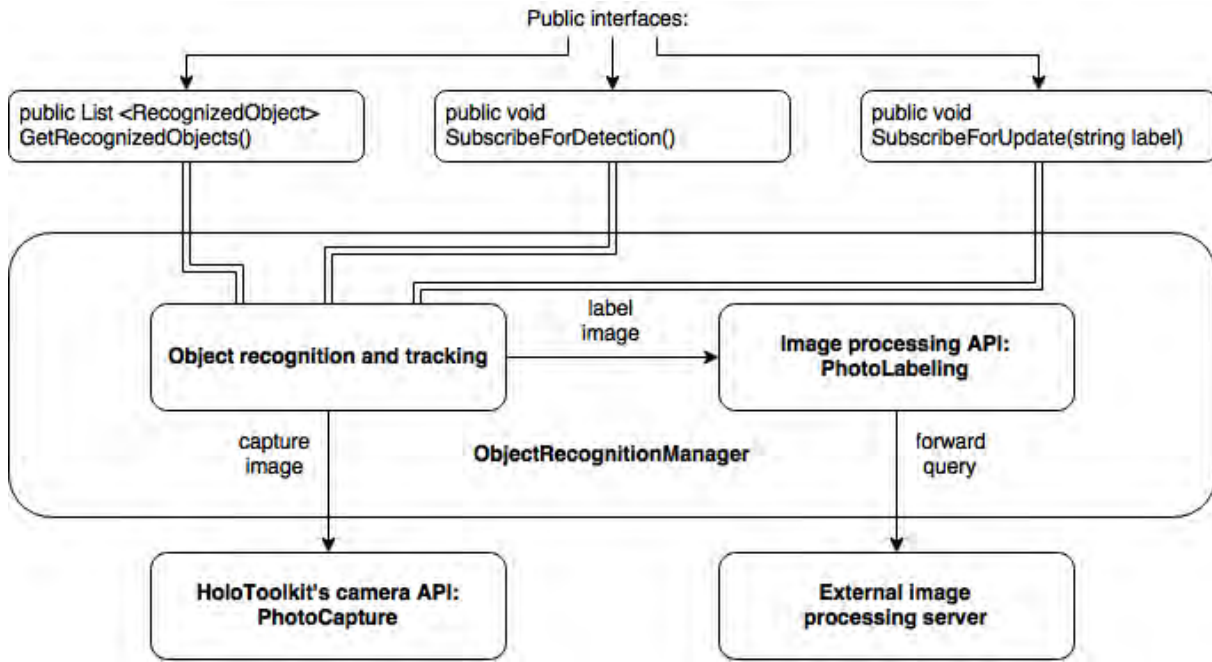 Public interfaces:
public List <RecognizedObject>
GetRecognizedObjects()
public void
SubscribeForDetection()
public void
SubscribeForUpdate(string label)
Object recognition and tracking
label
image
Image processing API:
PhotoLabeling
capture
image
ObjectRecognitionManager
forward
query
HoloToolkit's camera API:
PhotoCapture
External image
processing server